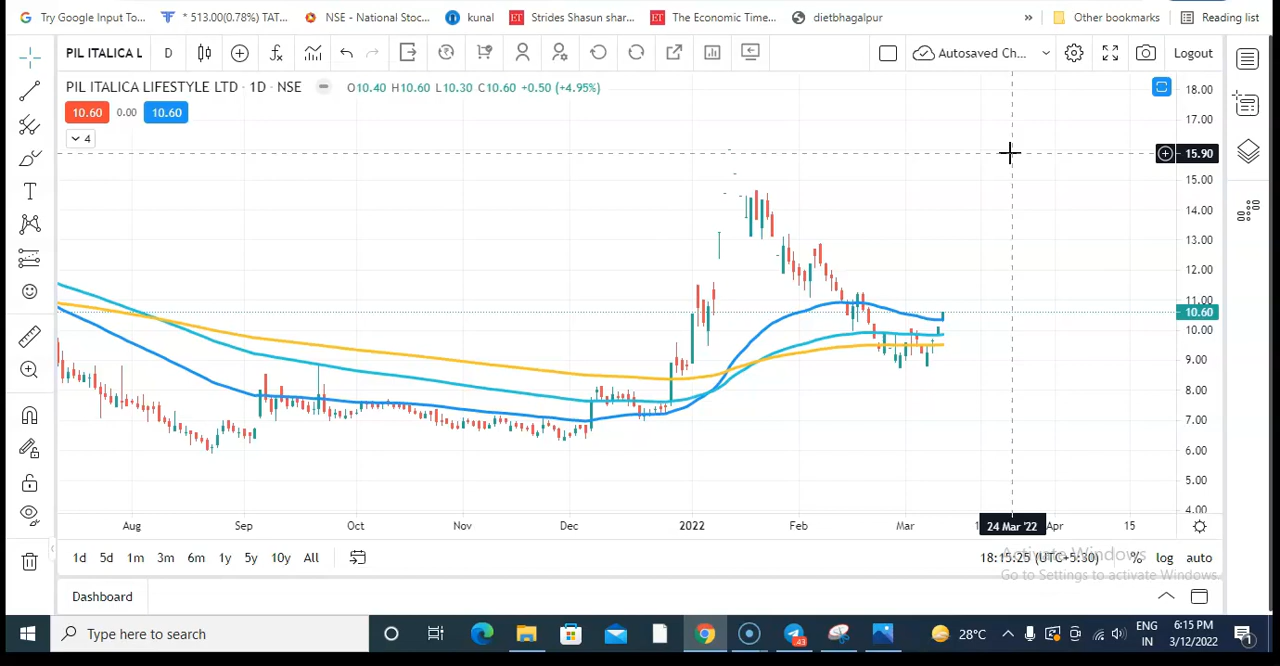 Try Google Input To... * 513.00(0.78%) TAT... NSE - National Stoc... kunal ET Strides Shasun shar... ET The Economic Time... dietbhagalpur » Other bookmarks Reading list
PIL ITALICA L D Autosaved Ch... Logout
PIL ITALICA LIFESTYLE LTD · 1D · NSE O10.40 H10.60 L10.30 C10.60 +0.50 (+4.95%)
10.60 0.00 10.60
4
18.00
17.00
15.90
15.00
14.00
13.00
12.00
11.00
10.60
10.00
9.00
8.00
7.00
6.00
5.00
4.00
Aug Sep Oct Nov Dec 2022 Feb Mar 24 Mar '22 Apr 15
1d 5d 1m 3m 6m 1y 5y 10y All 18:15:25 (UTC+5:30) % log auto
Activate Windows
Go to Settings to activate Windows.
Dashboard
Type here to search 43 28°C ENG IN 6:15 PM 3/12/2022 1